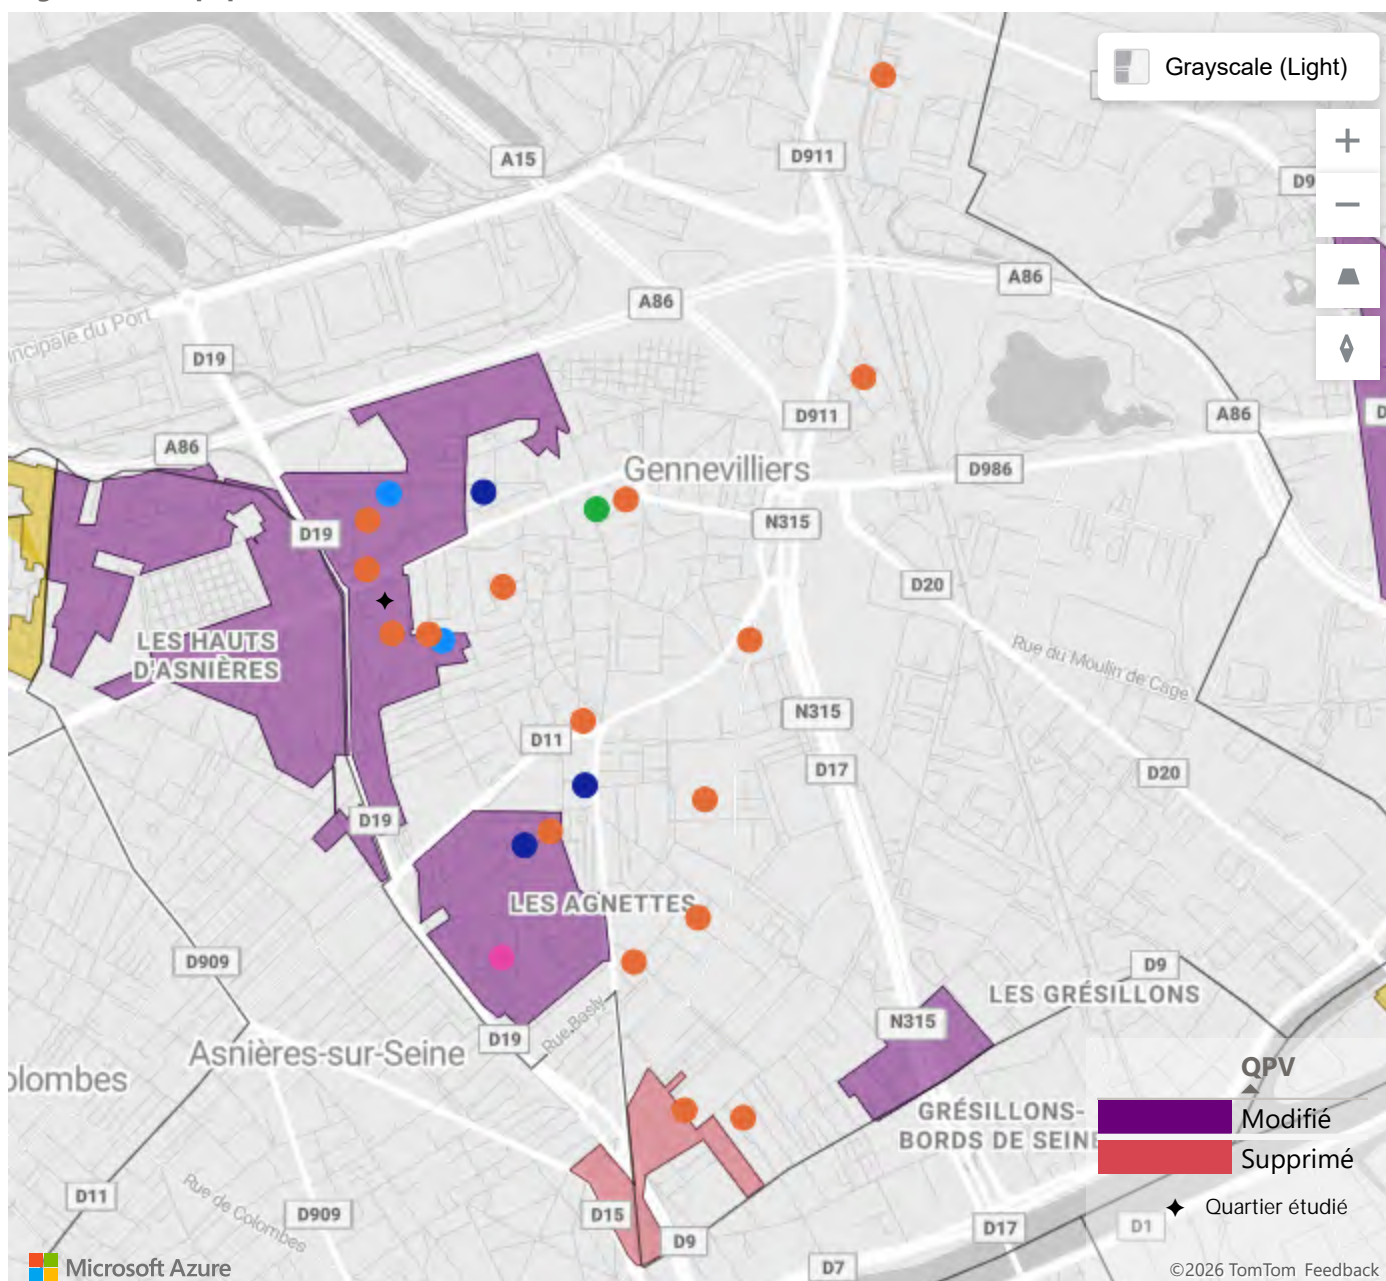 Grayscale (Light)
D911
A15
D9
A86
A86
incipale du Port
D19
D911
A86
A86
Gennevilliers
D986
D19
N315
D20
LES HAUTS
D'ASNIÈRES
Rue du Moulin de Cage
N315
D11
D17
D20
D19
LES AGNETTES
D909
D9
LES GRÉSILLONS
N315
D19
Rue Basly
Asnières-sur-Seine
olombes
QPV
GRÉSILLONS-
BORDS DE SEINE
Modifié
Supprimé
Quartier étudié
D11
Rue de Colombes
D909
D15
D9
D17
D1
D7
Microsoft Azure
©2026 TomTom Feedback